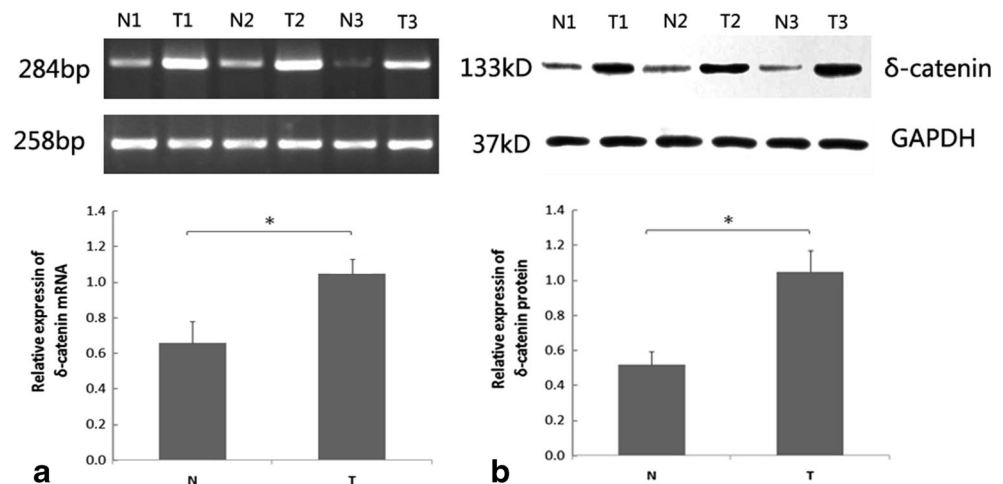 N1 T1 N2 T2 N3 T3
284bp
258bp
Relative expressin of
δ-catenin mRNA
1.4
1.2
1.0
0.8
0.6
0.4
0.2
0.0
*
N T
a
N1 T1 N2 T2 N3 T3
133kD δ-catenin
37kD GAPDH
Relative expressin of
δ-catenin protein
1.4
1.2
1.0
0.8
0.6
0.4
0.2
0.0
*
N T
b